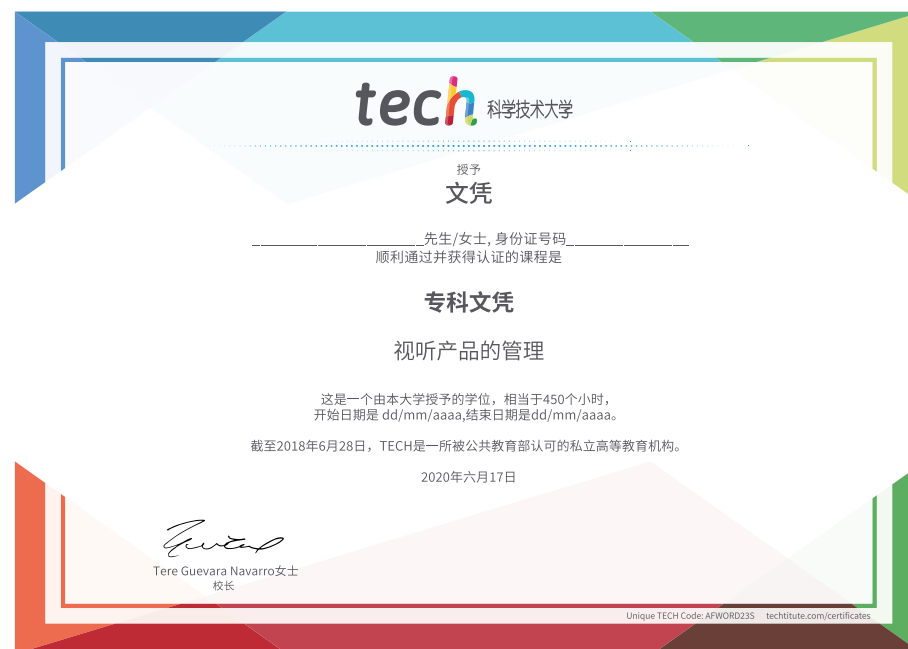 tech 科学技术大学
授予
文凭
________________________先生/女士, 身份证号码_________________
顺利通过并获得认证的课程是
专科文凭
视听产品的管理
这是一个由本大学授予的学位，相当于450个小时，
开始日期是 dd/mm/aaaa,结束日期是dd/mm/aaaa。
截至2018年6月28日，TECH是一所被公共教育部认可的私立高等教育机构。
2020年六月17日
Tere Guevara Navarro女士
校长
Unique TECH Code: AFWORD23S techtitute.com/certificates